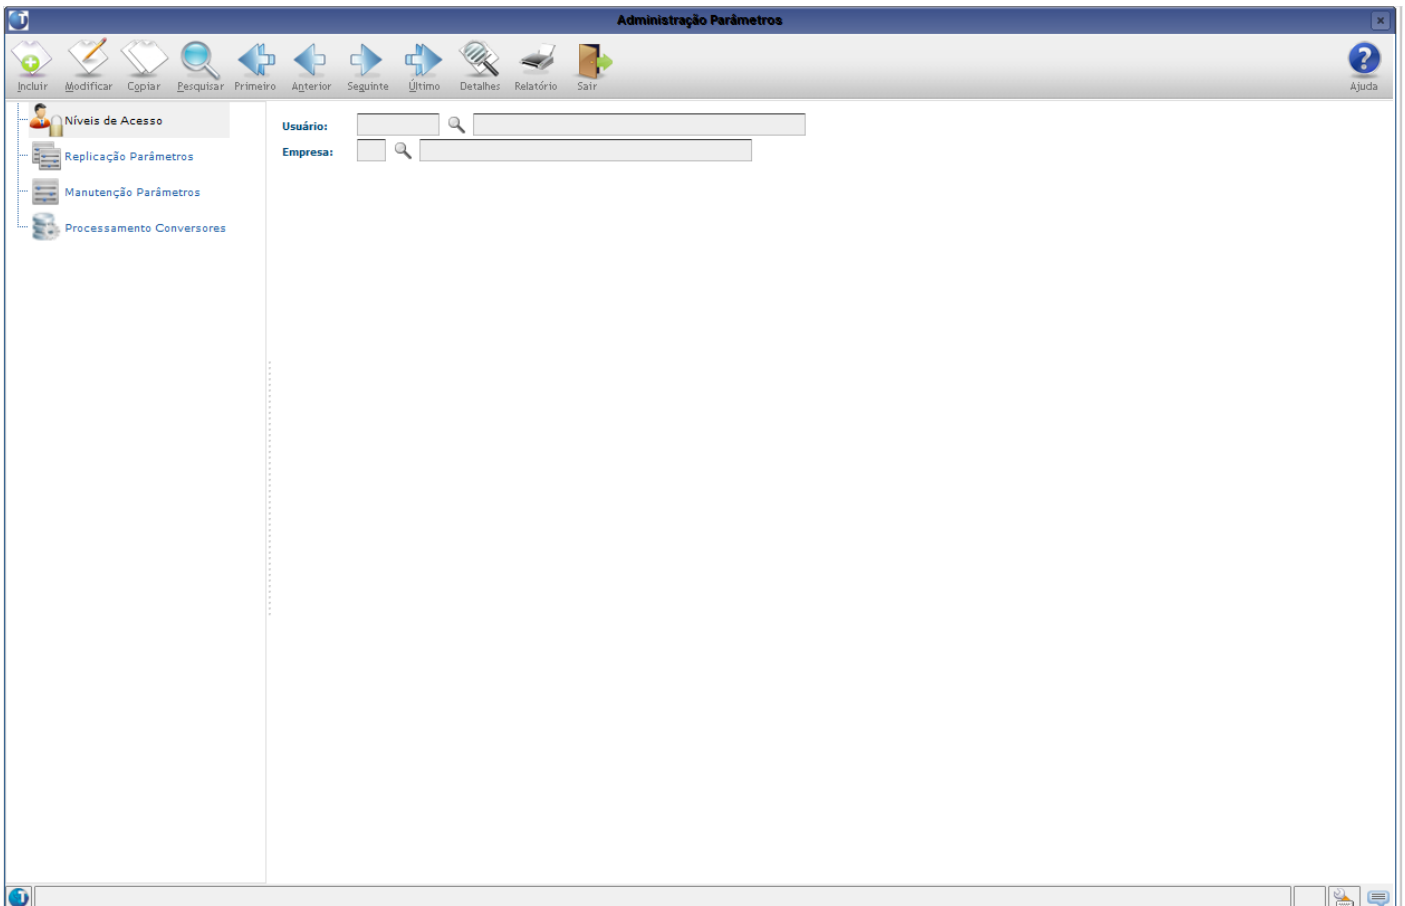 Administração Parâmetros
Incluir Modificar Copiar Pesquisar Primeiro Anterior Seguinte Último Detalhes Relatório Sair Ajuda
Níveis de Acesso
Replicação Parâmetros
Manutenção Parâmetros
Processamento Conversores
Usuário:
Empresa: